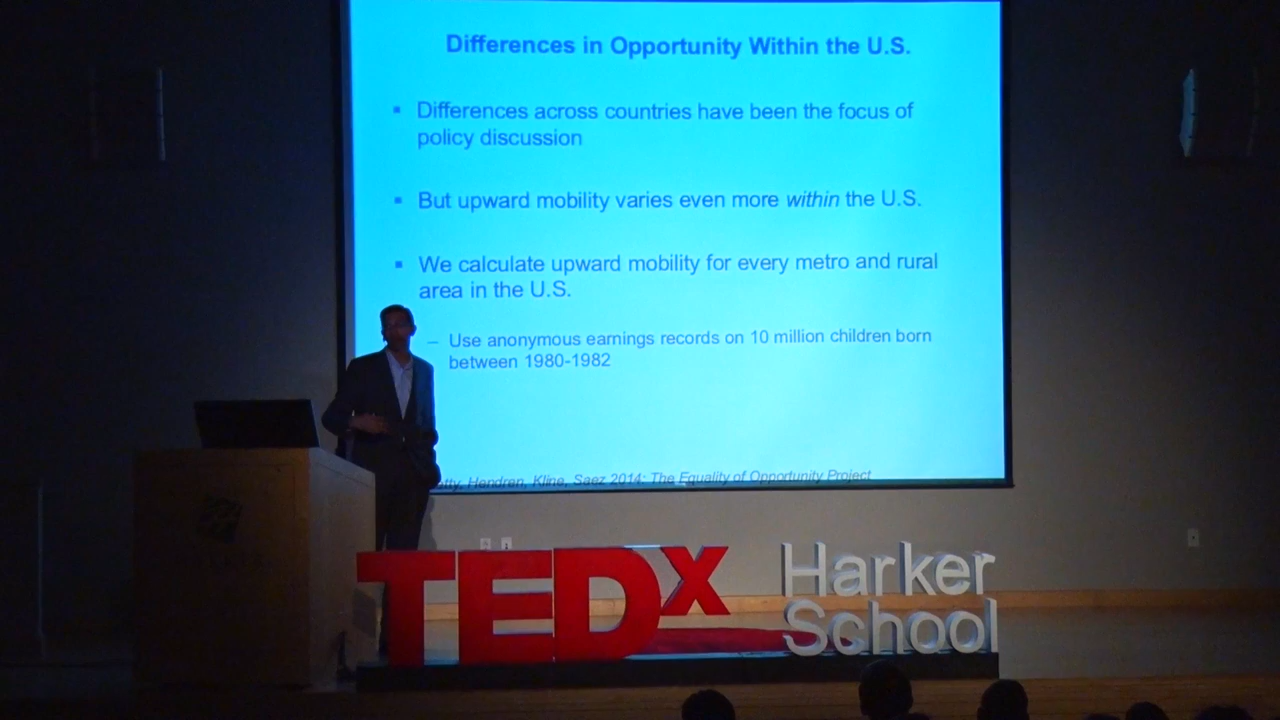 Differences in Opportunity Within the U.S.
Differences across countries have been the focus of
policy discussion
But upward mobility varies even more within the U.S.
We calculate upward mobility for every metro and rural
area in the U.S.
– Use anonymous earnings records on 10 million children born
between 1980-1982
Hendren, Kline, Saez 2014: The Equality of Opportunity Project
TEDx
Harker
School